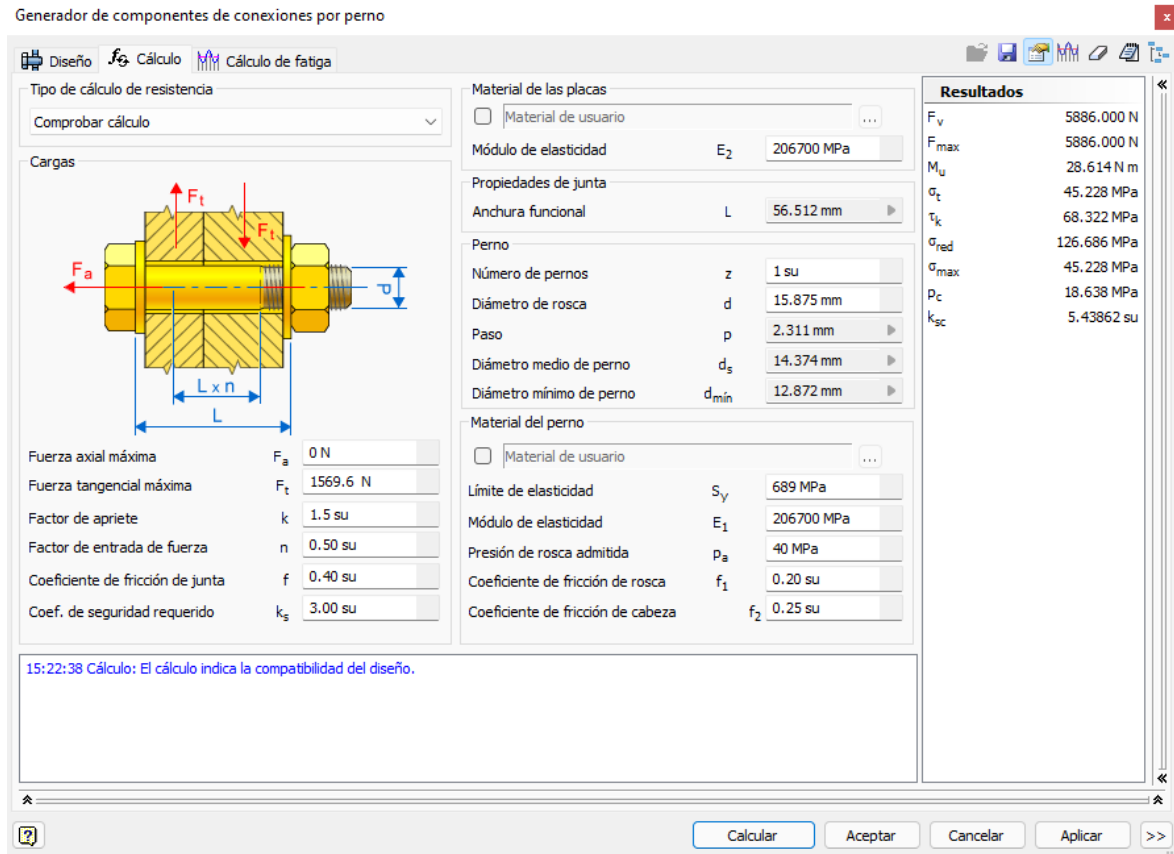 Generador de componentes de conexiones por perno
x
Diseño fG Cálculo Cálculo de fatiga
Tipo de cálculo de resistencia
Comprobar cálculo
Cargas
Ft
Ft
Fa
d
L x n
L
Fuerza axial máxima Fa 0 N
Fuerza tangencial máxima Ft 1569.6 N
Factor de apriete k 1.5 su
Factor de entrada de fuerza n 0.50 su
Coeficiente de fricción de junta f 0.40 su
Coef. de seguridad requerido ks 3.00 su
Material de las placas
Material de usuario ...
Módulo de elasticidad E2 206700 MPa
Propiedades de junta
Anchura funcional L 56.512 mm
Perno
Número de pernos z 1 su
Diámetro de rosca d 15.875 mm
Paso p 2.311 mm
Diámetro medio de perno ds 14.374 mm
Diámetro mínimo de perno dmín 12.872 mm
Material del perno
Material de usuario ...
Límite de elasticidad Sy 689 MPa
Módulo de elasticidad E1 206700 MPa
Presión de rosca admitida pa 40 MPa
Coeficiente de fricción de rosca f1 0.20 su
Coeficiente de fricción de cabeza f2 0.25 su
Resultados
Fv 5886.000 N
Fmax 5886.000 N
Mu 28.614 N m
σt 45.228 MPa
τk 68.322 MPa
σred 126.686 MPa
σmax 45.228 MPa
pc 18.638 MPa
ksc 5.43862 su
15:22:38 Cálculo: El cálculo indica la compatibilidad del diseño.
? Calcular Aceptar Cancelar Aplicar >>